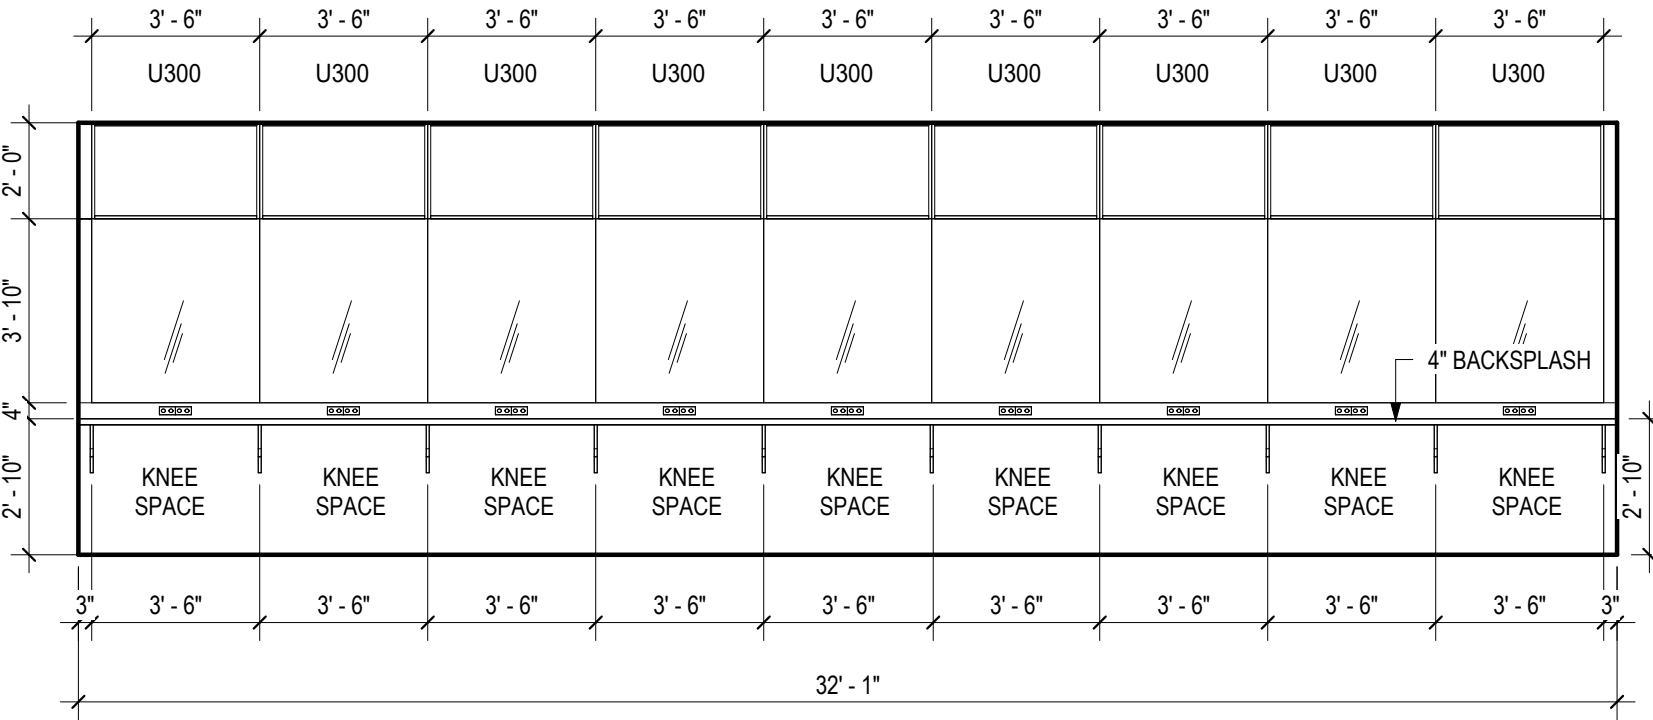 3' - 6" 3' - 6" 3' - 6" 3' - 6" 3' - 6" 3' - 6" 3' - 6" 3' - 6" 3' - 6"
U300 U300 U300 U300 U300 U300 U300 U300 U300
2' - 0"
3' - 10"
4" BACKSPLASH
4"
2' - 10"
KNEE KNEE KNEE KNEE KNEE KNEE KNEE KNEE KNEE
SPACE SPACE SPACE SPACE SPACE SPACE SPACE SPACE SPACE
2' - 10"
3" 3' - 6" 3' - 6" 3' - 6" 3' - 6" 3' - 6" 3' - 6" 3' - 6" 3' - 6" 3' - 6" 3"
32' - 1"